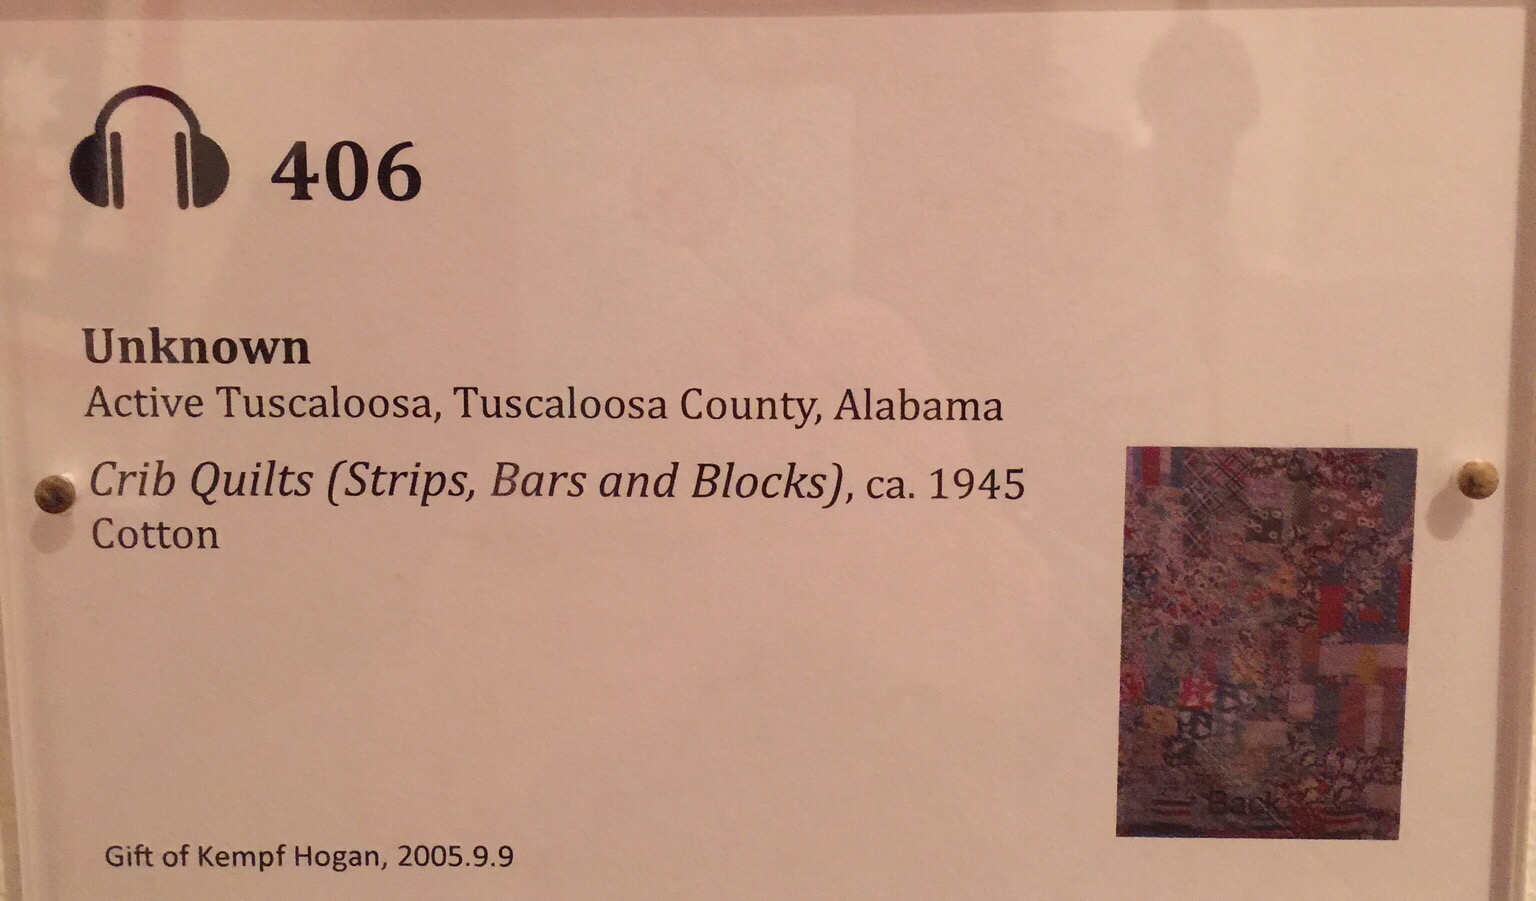 406
Unknown
Active Tuscaloosa, Tuscaloosa County, Alabama
Crib Quilts (Strips, Bars and Blocks), ca. 1945
Cotton
Back
Gift of Kempf Hogan, 2005.9.9